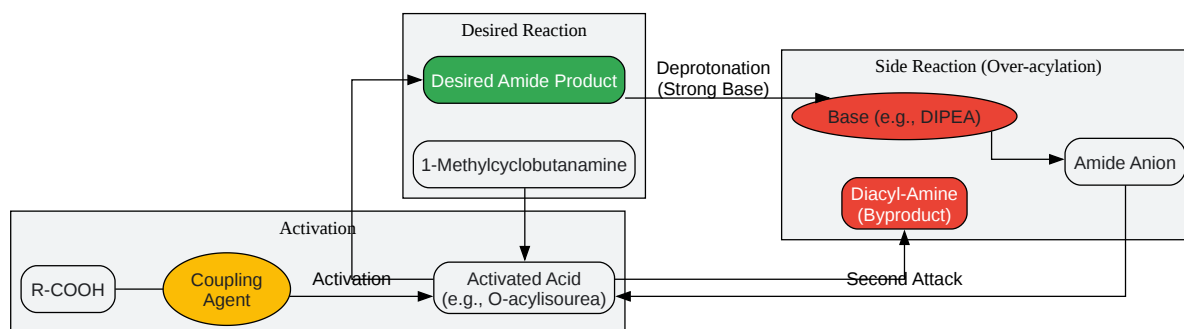 Desired Reaction
Desired Amide Product
1-Methylcyclobutanamine
Deprotonation
(Strong Base)
Side Reaction (Over-acylation)
Base (e.g., DIPEA)
Amide Anion
Diacyl-Amine
(Byproduct)
Activation
R-COOH
Coupling
Agent
Activation
Activated Acid
(e.g., O-acylisourea)
Second Attack